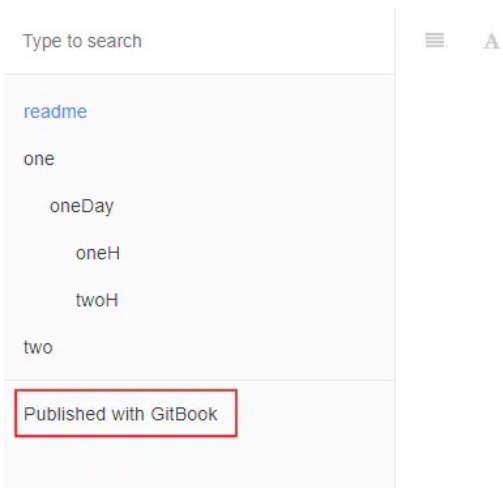 Type to search
A
readme
one
oneDay
oneH
twoH
two
Published with GitBook